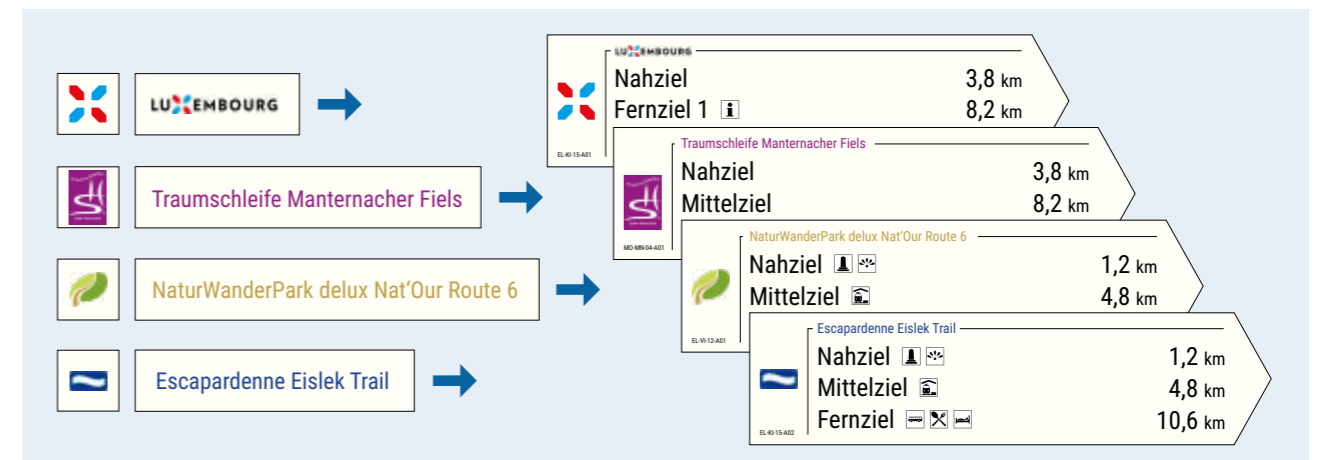 LUXEMBOURG
Traumschleife Manternacher Fiels
NaturWanderPark delux Nat'Our Route 6
Escapardenne Eislek Trail
LUXEMBOURG
Nahziel 3,8 km
Fernziel 1 8,2 km
EL-KI-15-A01
Traumschleife Manternacher Fiels
Nahziel 3,8 km
Mittelziel 8,2 km
MO-MN-04-A01
NaturWanderPark delux Nat'Our Route 6
Nahziel 1,2 km
Mittelziel 4,8 km
EL-VI-12-A01
Escapardenne Eislek Trail
Nahziel 1,2 km
Mittelziel 4,8 km
Fernziel 10,6 km
EL-KI-15-A02